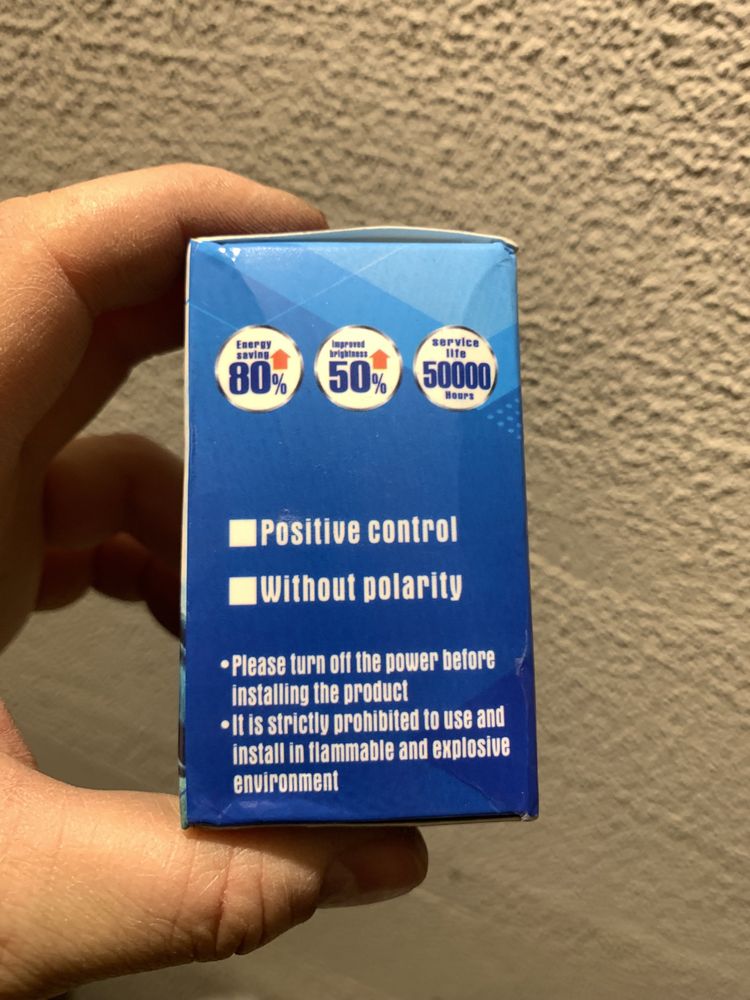 Energy
saving
80%
Improved
brightness
50%
service
life
50000
Hours
Positive control
Without polarity
•Please turn off the power before
installing the product
•It is strictly prohibited to use and
install in flammable and explosive
environment